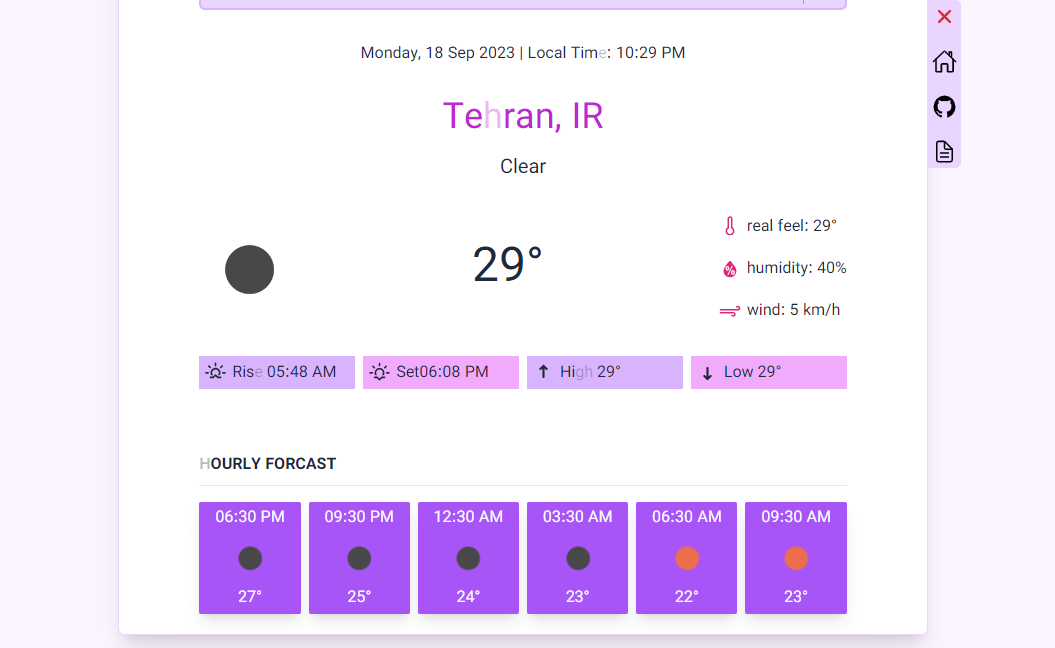 Monday, 18 Sep 2023 | Local Time: 10:29 PM
Tehran, IR
Clear
29°
real feel: 29°
humidity: 40%
wind: 5 km/h
Rise 05:48 AM
Set06:08 PM
High 29°
Low 29°
HOURLY FORCAST
06:30 PM 09:30 PM 12:30 AM 03:30 AM 06:30 AM 09:30 AM
27° 25° 24° 23° 22° 23°